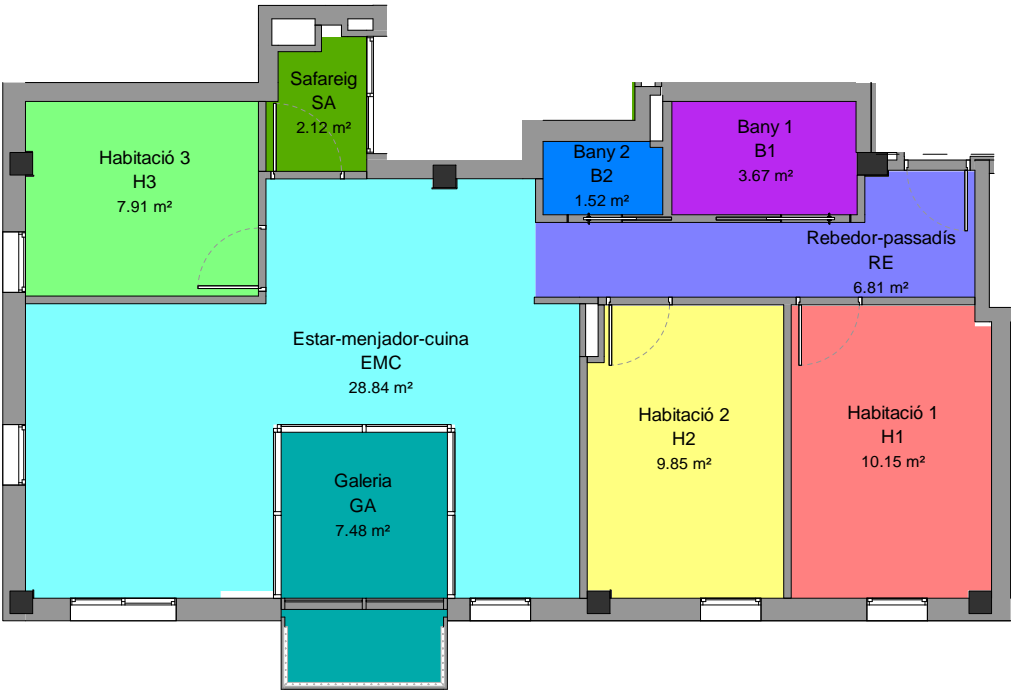 Safareig
SA
2.12 m²
Habitació 3
H3
7.91 m²
Bany 2
B2
1.52 m²
Bany 1
B1
3.67 m²
Rebedor-passadís
RE
6.81 m²
Estar-menjador-cuina
EMC
28.84 m²
Habitació 2
H2
9.85 m²
Habitació 1
H1
10.15 m²
Galeria
GA
7.48 m²